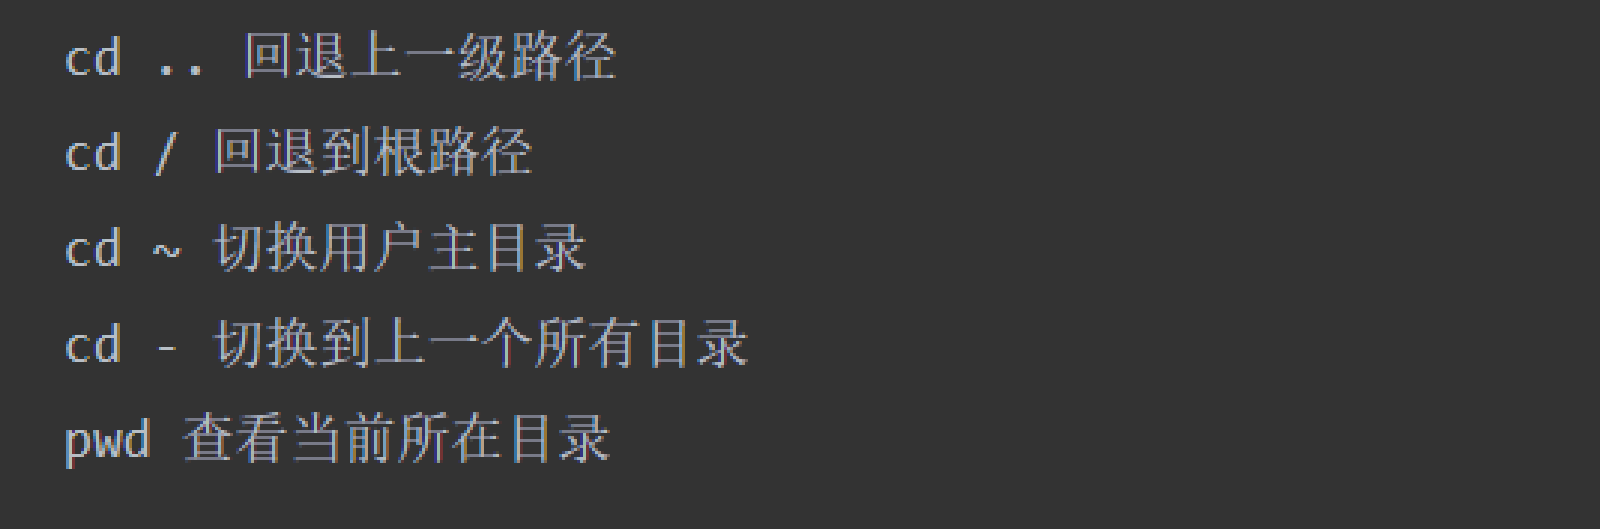 cd .. 回退上一级路径
cd / 回退到根路径
cd ~ 切换用户主目录
cd - 切换到上一个所有目录
pwd 查看当前所在目录